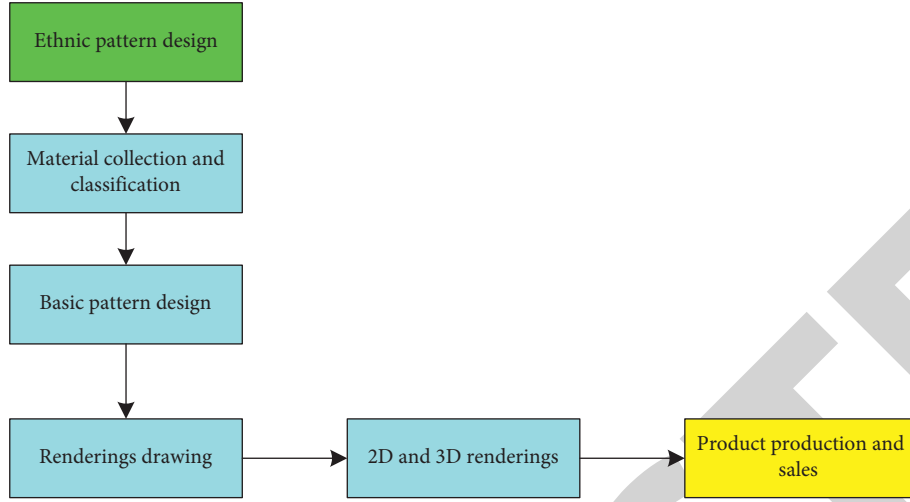 Ethnic pattern design
Material collection and
classification
Basic pattern design
Renderings drawing
2D and 3D renderings
Product production and
sales